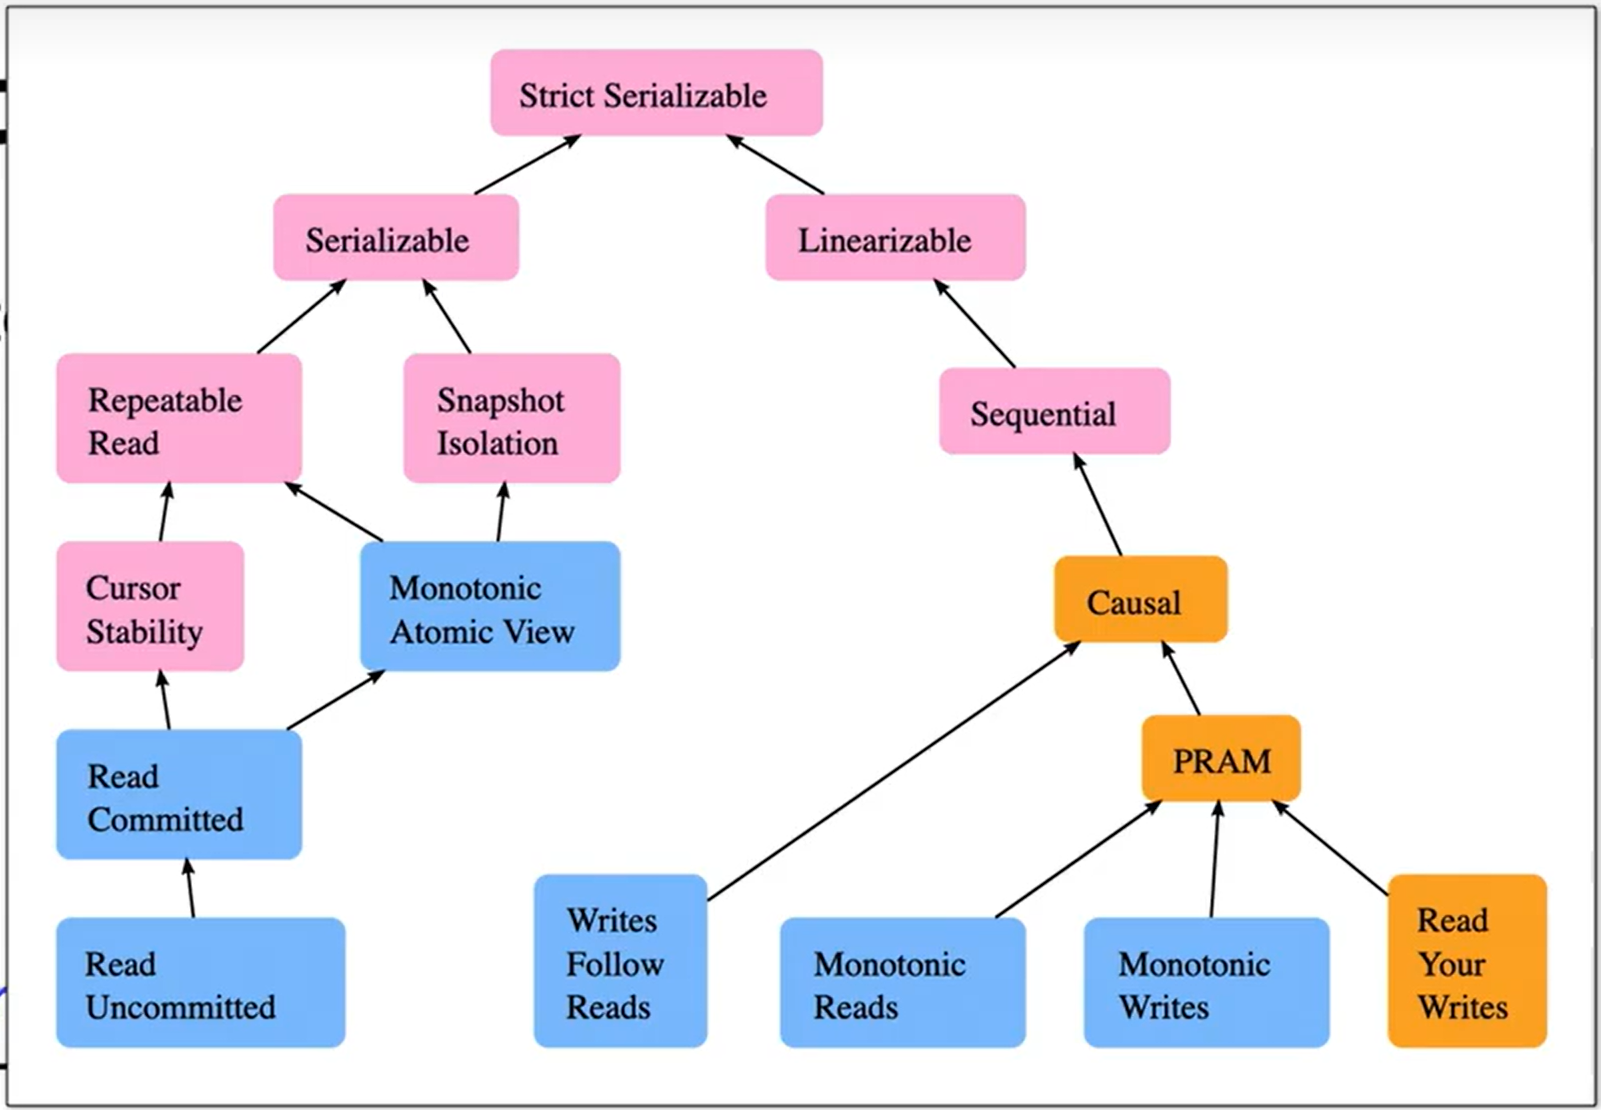 Strict Serializable
Serializable
Linearizable
Repeatable
Read
Snapshot
Isolation
Sequential
Cursor
Stability
Monotonic
Atomic View
Causal
Read
Committed
PRAM
Read
Uncommitted
Writes
Follow
Reads
Monotonic
Reads
Monotonic
Writes
Read
Your
Writes